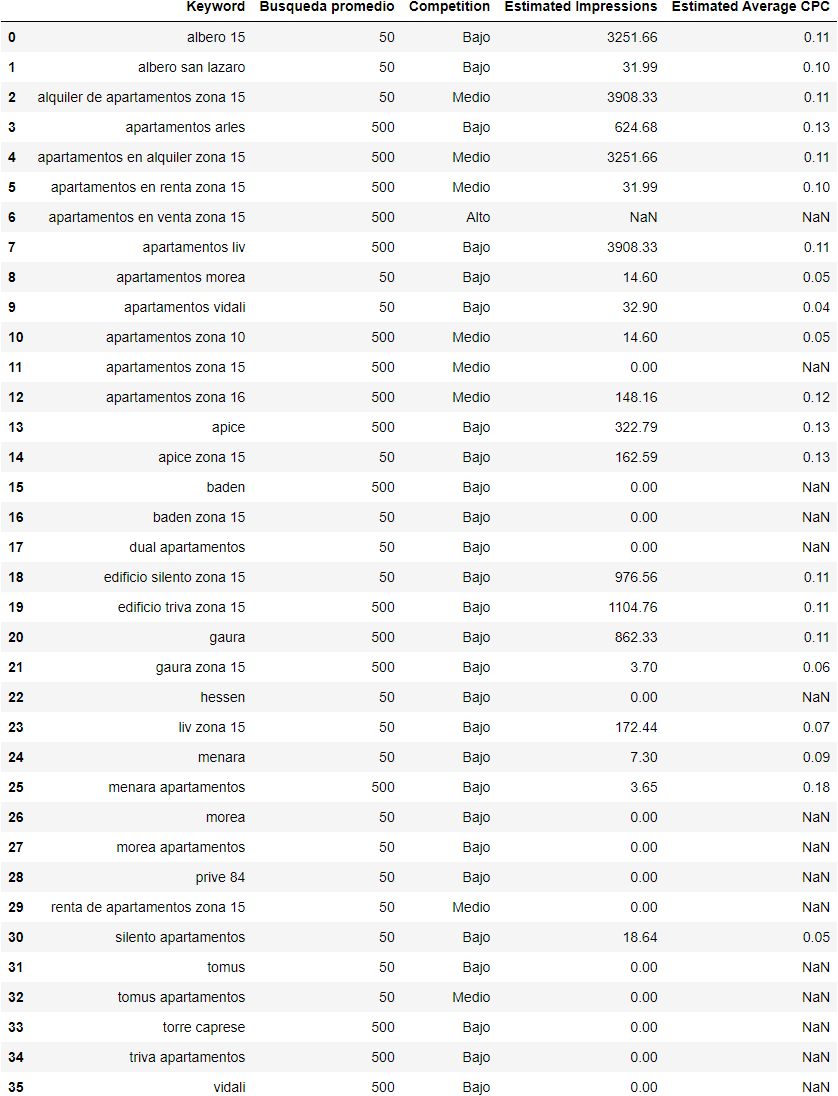 Keyword Busqueda promedio Competition Estimated Impressions Estimated Average CPC
0 albero 15 50 Bajo 3251.66 0.11
1 albero san lazaro 50 Bajo 31.99 0.10
2 alquiler de apartamentos zona 15 50 Medio 3908.33 0.11
3 apartamentos arles 500 Bajo 624.68 0.13
4 apartamentos en alquiler zona 15 500 Medio 3251.66 0.11
5 apartamentos en renta zona 15 500 Medio 31.99 0.10
6 apartamentos en venta zona 15 500 Alto NaN NaN
7 apartamentos liv 500 Bajo 3908.33 0.11
8 apartamentos morea 50 Bajo 14.60 0.05
9 apartamentos vidali 50 Bajo 32.90 0.04
10 apartamentos zona 10 500 Medio 14.60 0.05
11 apartamentos zona 15 500 Medio 0.00 NaN
12 apartamentos zona 16 500 Medio 148.16 0.12
13 apice 500 Bajo 322.79 0.13
14 apice zona 15 50 Bajo 162.59 0.13
15 baden 500 Bajo 0.00 NaN
16 baden zona 15 50 Bajo 0.00 NaN
17 dual apartamentos 50 Bajo 0.00 NaN
18 edificio silento zona 15 50 Bajo 976.56 0.11
19 edificio triva zona 15 500 Bajo 1104.76 0.11
20 gaura 500 Bajo 862.33 0.11
21 gaura zona 15 500 Bajo 3.70 0.06
22 hessen 50 Bajo 0.00 NaN
23 liv zona 15 50 Bajo 172.44 0.07
24 menara 50 Bajo 7.30 0.09
25 menara apartamentos 500 Bajo 3.65 0.18
26 morea 50 Bajo 0.00 NaN
27 morea apartamentos 50 Bajo 0.00 NaN
28 prive 84 50 Bajo 0.00 NaN
29 renta de apartamentos zona 15 50 Medio 0.00 NaN
30 silento apartamentos 50 Bajo 18.64 0.05
31 tomus 50 Bajo 0.00 NaN
32 tomus apartamentos 50 Medio 0.00 NaN
33 torre caprese 500 Bajo 0.00 NaN
34 triva apartamentos 500 Bajo 0.00 NaN
35 vidali 500 Bajo 0.00 NaN